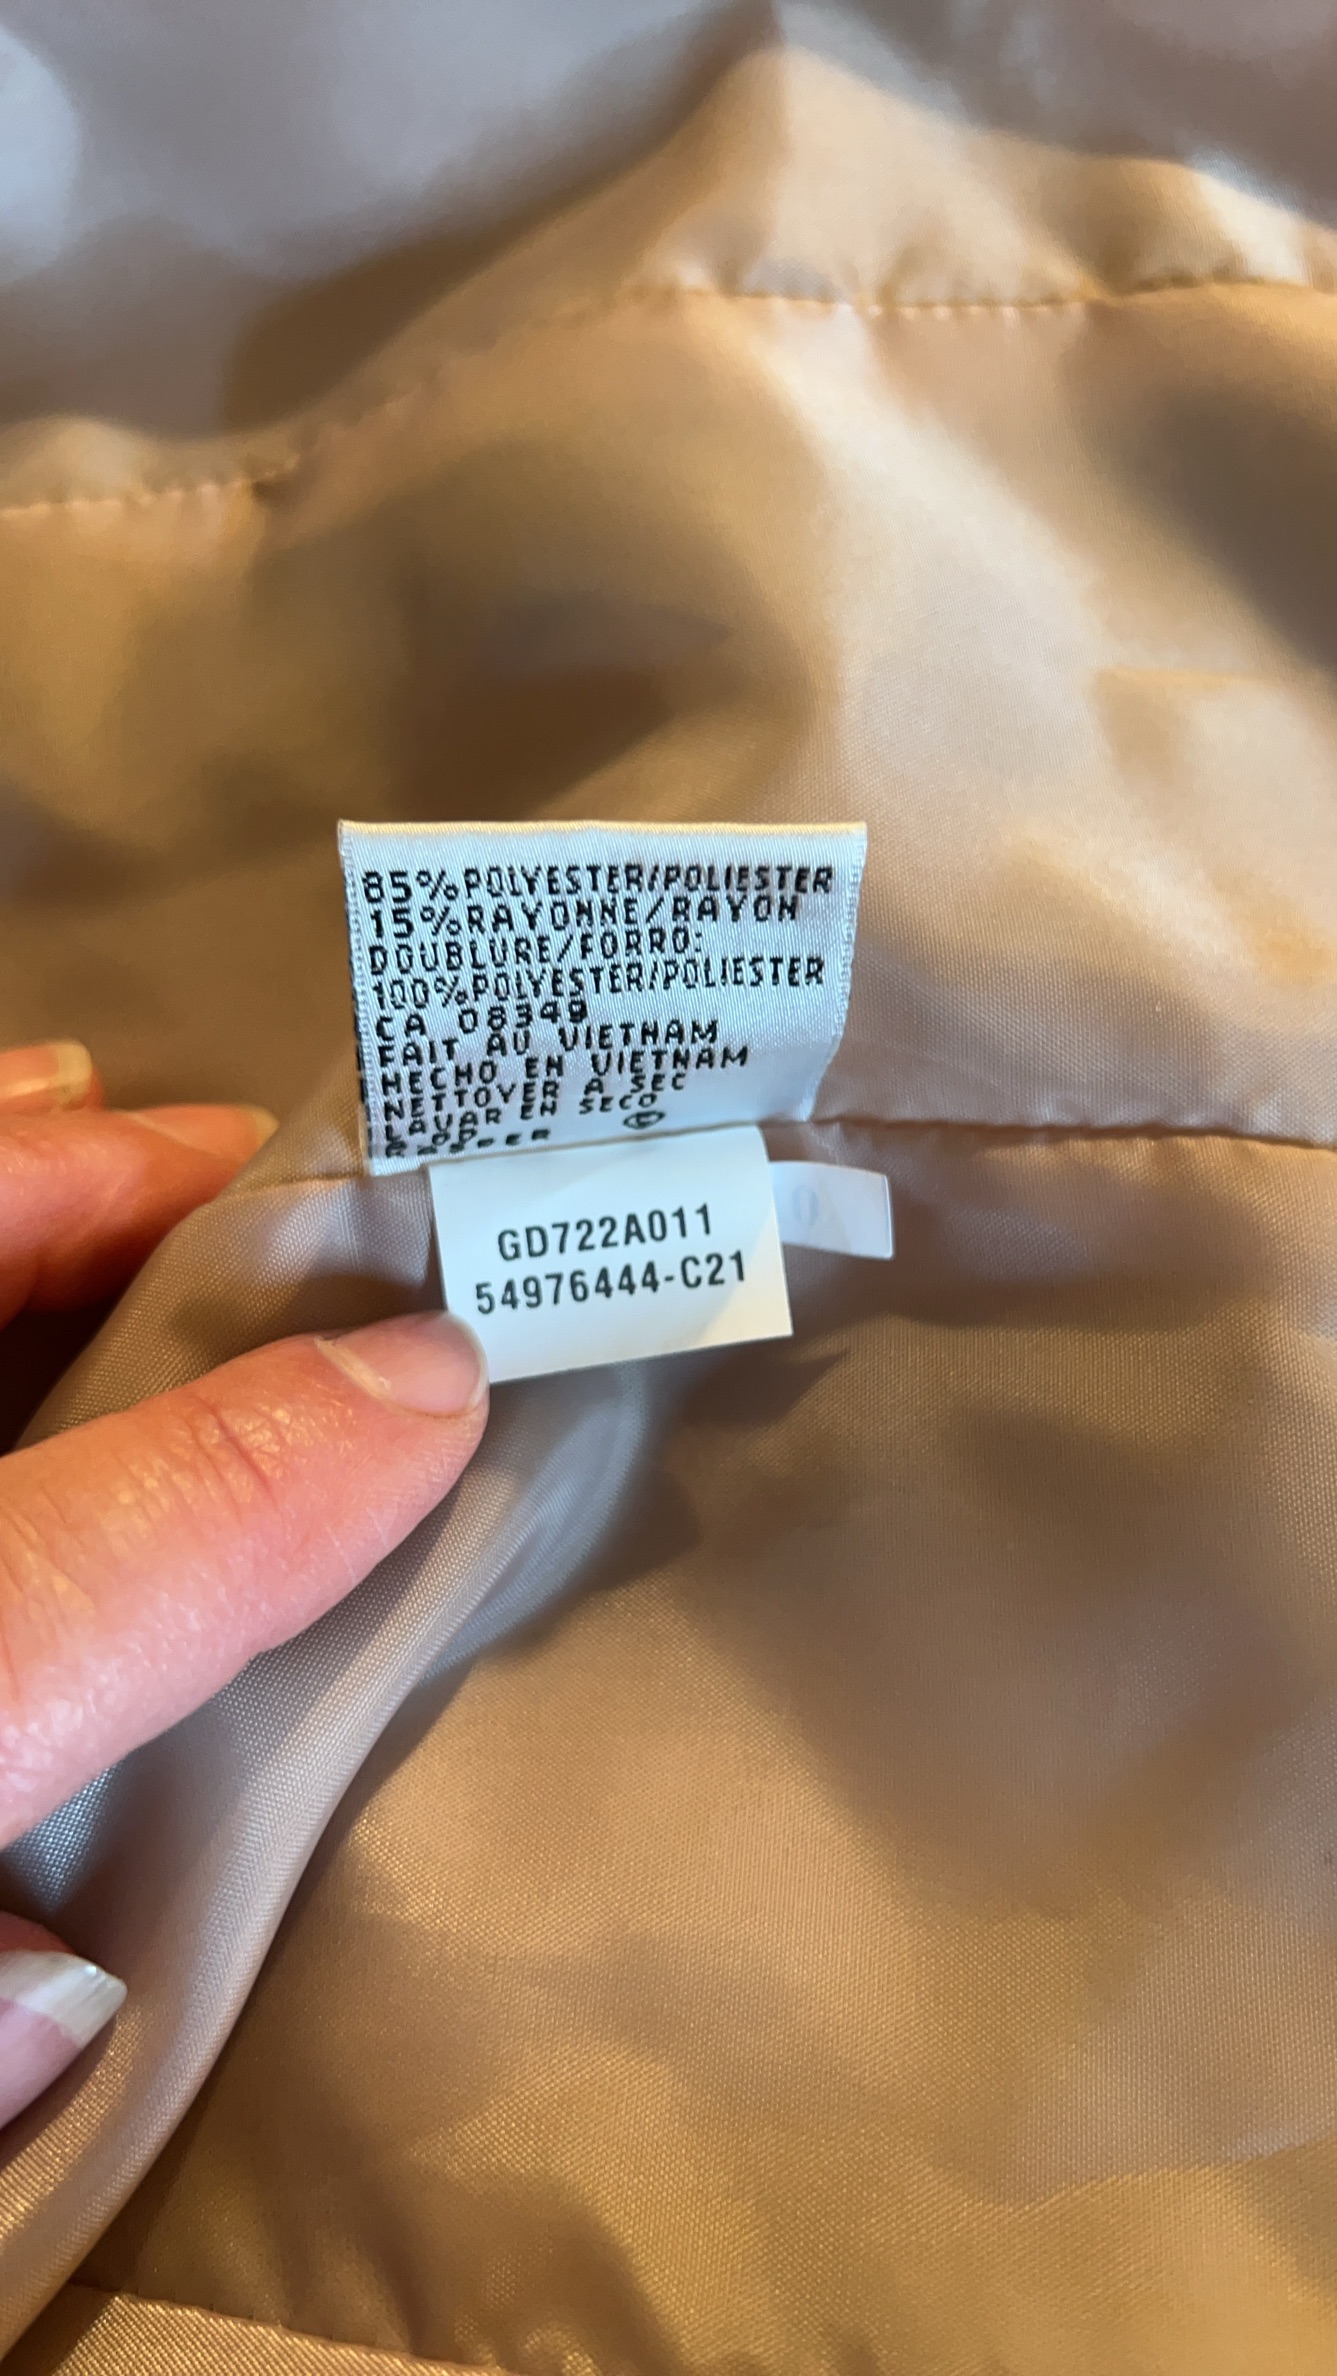 85%POLYESTER/POLIESTER
15%RAYONNE/RAYON
DOUBLURE/FORRO:
100%POLYESTER/POLIESTER
CA 08349
FAIT AU VIETNAM
HECHO EN VIETNAM
NETTOYER A SEC
LAVAR EN SECO
P
GD722A011
54976444-C21
0